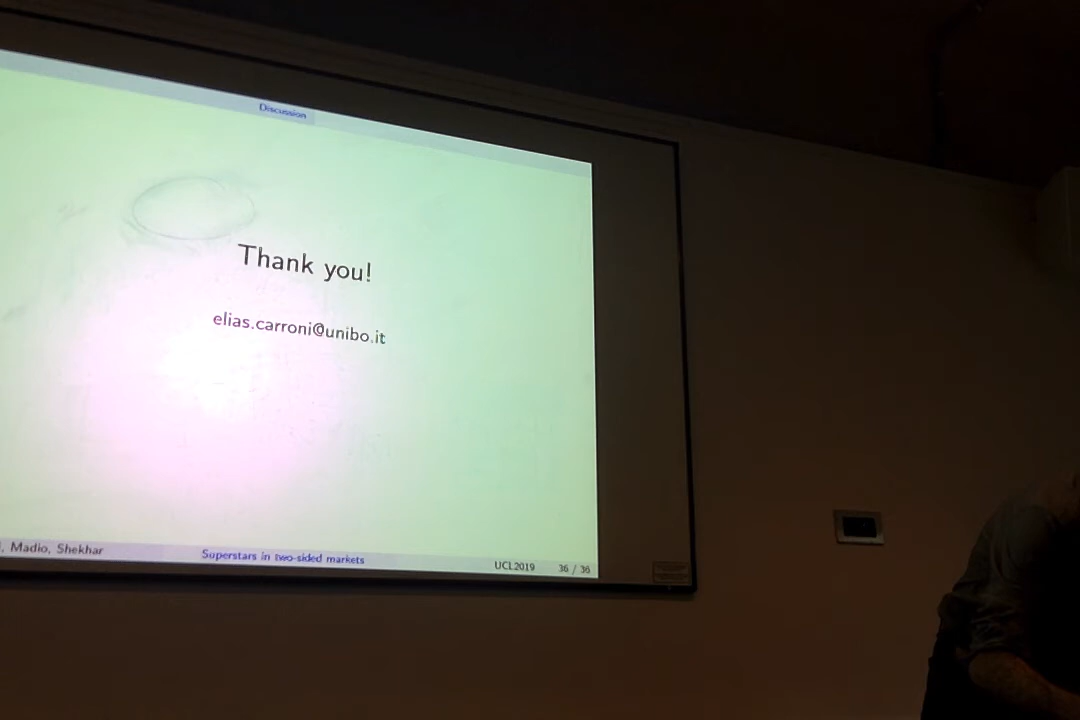 Discussion
Thank you!
elias.carroni@unibo.it
, Madio, Shekhar
Superstars in two-sided markets
UCL2019
36 / 36